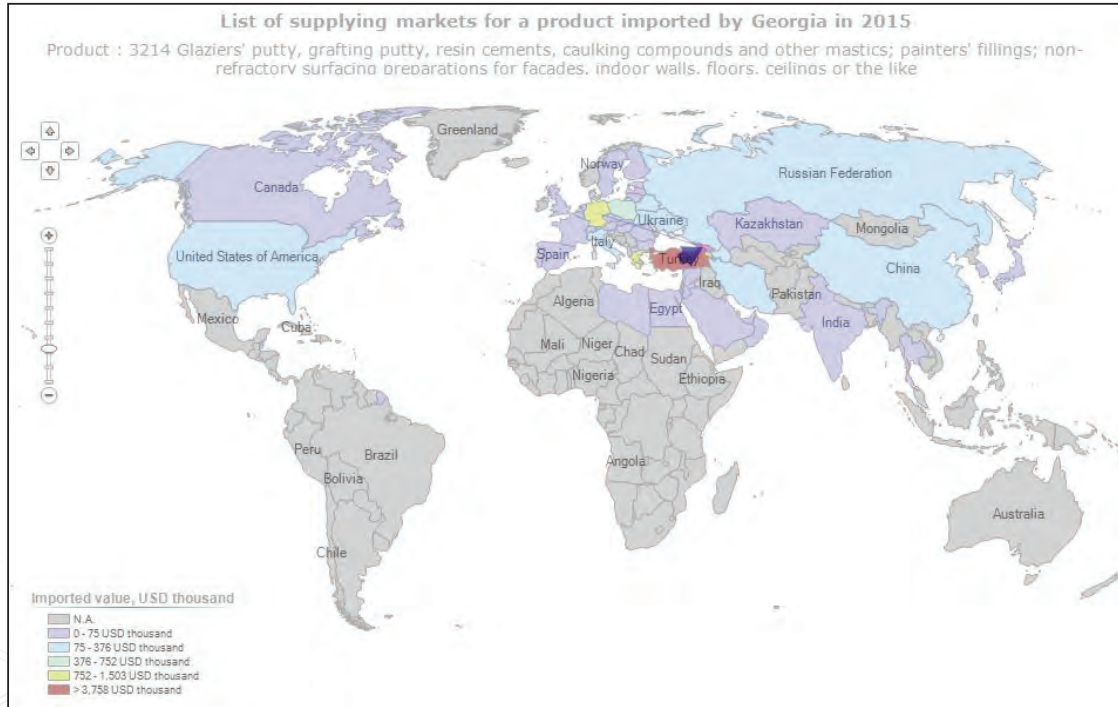 List of supplying markets for a product imported by Georgia in 2015
Product : 3214 Glaziers' putty, grafting putty, resin cements, caulking compounds and other mastics; painters' fillings; non-
refractory surfacing preparations for facades, indoor walls, floors, ceilings or the like
Greenland
Norway
Russian Federation
Canada
Ukraine
Kazakhstan
Mongolia
Italy
United States of America
Spain
China
Iraq
Pakistan
Algeria
Egypt
Mexico
Cuba
India
Mali
Niger
Chad
Sudan
Nigeria
Ethiopia
Peru
Brazil
Angola
Bolivia
Australia
Chile
Imported value, USD thousand
N.A.
0 - 75 USD thousand
75 - 376 USD thousand
376 - 752 USD thousand
752 - 1,503 USD thousand
> 3,758 USD thousand